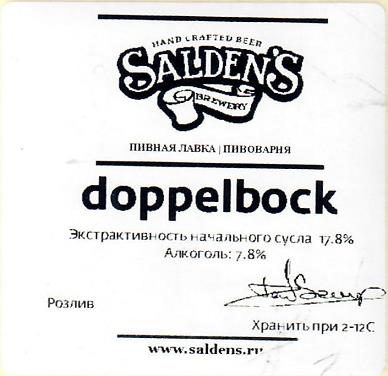 HAND CRAFTED BEER
SALDEN'S
BREWERY
ПИВНАЯ ЛАВКА | ПИВОВАРНЯ
doppelbock
Экстрактивность начального сусла 17.8%
Алкоголь: 7.8%
Розлив
Хранить при 2-12С
www.saldens.ru